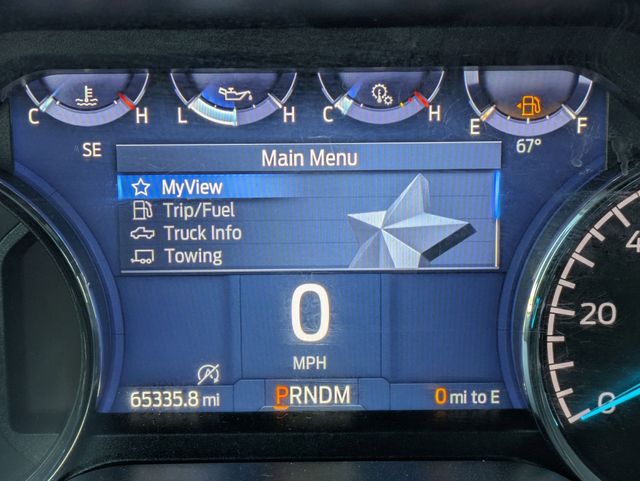 C H L H C H E F
SE
67°
Main Menu
MyView
Trip/Fuel
Truck Info
Towing
0
MPH
65335.8 mi
PRNDM
0 mi to E
20
0